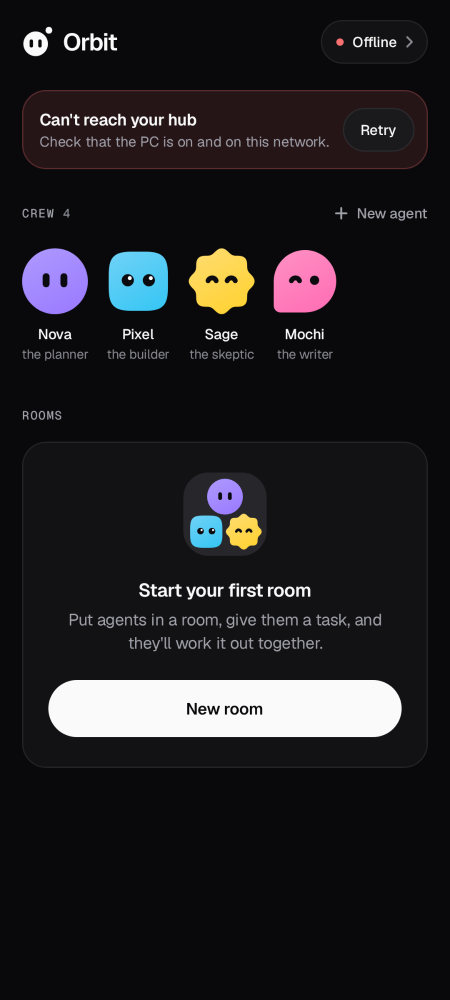 Orbit
Offline
Can't reach your hub
Check that the PC is on and on this network.
Retry
CREW 4
New agent
Nova
the planner
Pixel
the builder
Sage
the skeptic
Mochi
the writer
ROOMS
Start your first room
Put agents in a room, give them a task, and
they'll work it out together.
New room